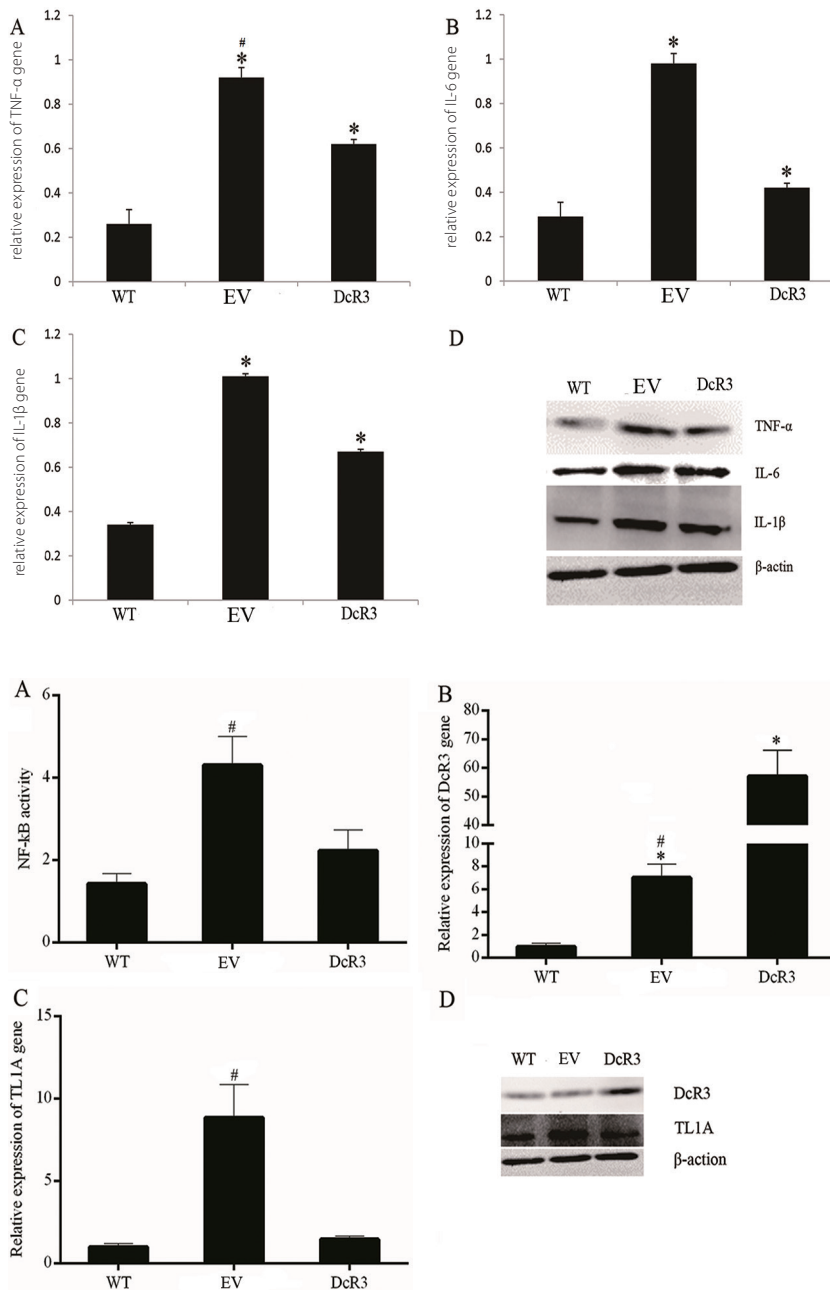 A
relative expression of TNF-α gene
1.2
1
0.8
0.6
0.4
0.2
0
#
*
*
WT
EV
DcR3
B
relative expression of IL-6 gene
1.2
1
0.8
0.6
0.4
0.2
0
*
*
WT
EV
DcR3
C
relative expression of IL-1β gene
1.2
1
0.8
0.6
0.4
0.2
0
*
*
WT
EV
DcR3
D
WT EV DcR3
TNF-α
IL-6
IL-1β
β-actin
A
NF-kB activity
6
4
2
0
#
WT
EV
DcR3
B
Relative expression of DcR3 gene
80
70
60
50
40
10
8
6
4
2
0
#
*
*
WT
EV
DcR3
C
Relative expression of TL1A gene
15
10
5
0
#
WT
EV
DcR3
D
WT EV DcR3
DcR3
TL1A
β-action